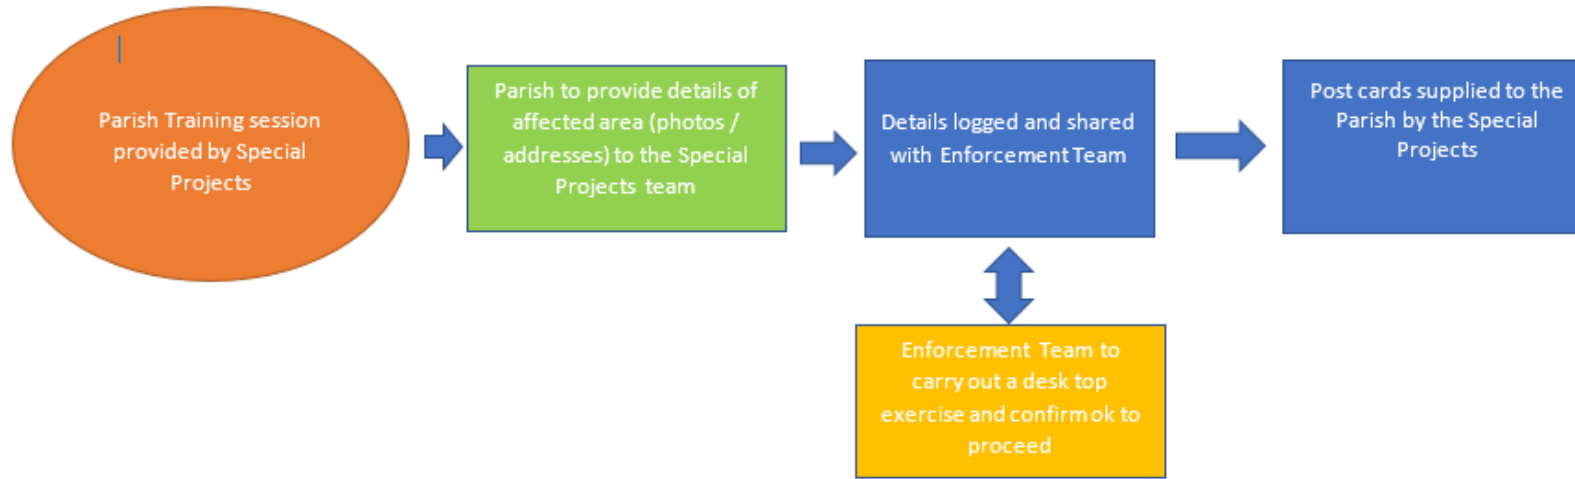 Parish Training session
provided by Special
Projects
Parish to provide details of
affected area (photos /
addresses) to the Special
Projects team
Details logged and shared
with Enforcement Team
Post cards supplied to the
Parish by the Special
Projects
Enforcement Team to
carry out a desk top
exercise and confirm ok to
proceed